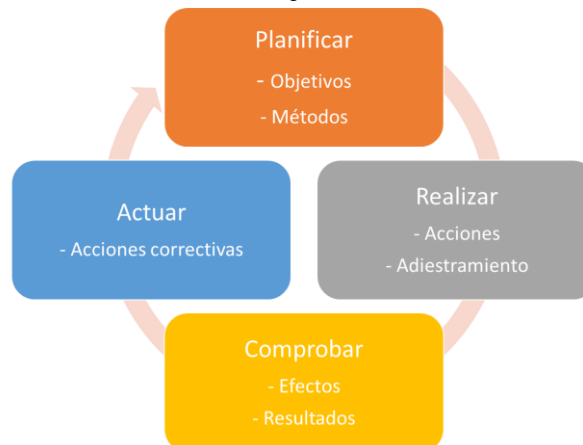 Planificar
- Objetivos
- Métodos
Realizar
- Acciones
- Adiestramiento
Comprobar
- Efectos
- Resultados
Actuar
- Acciones correctivas